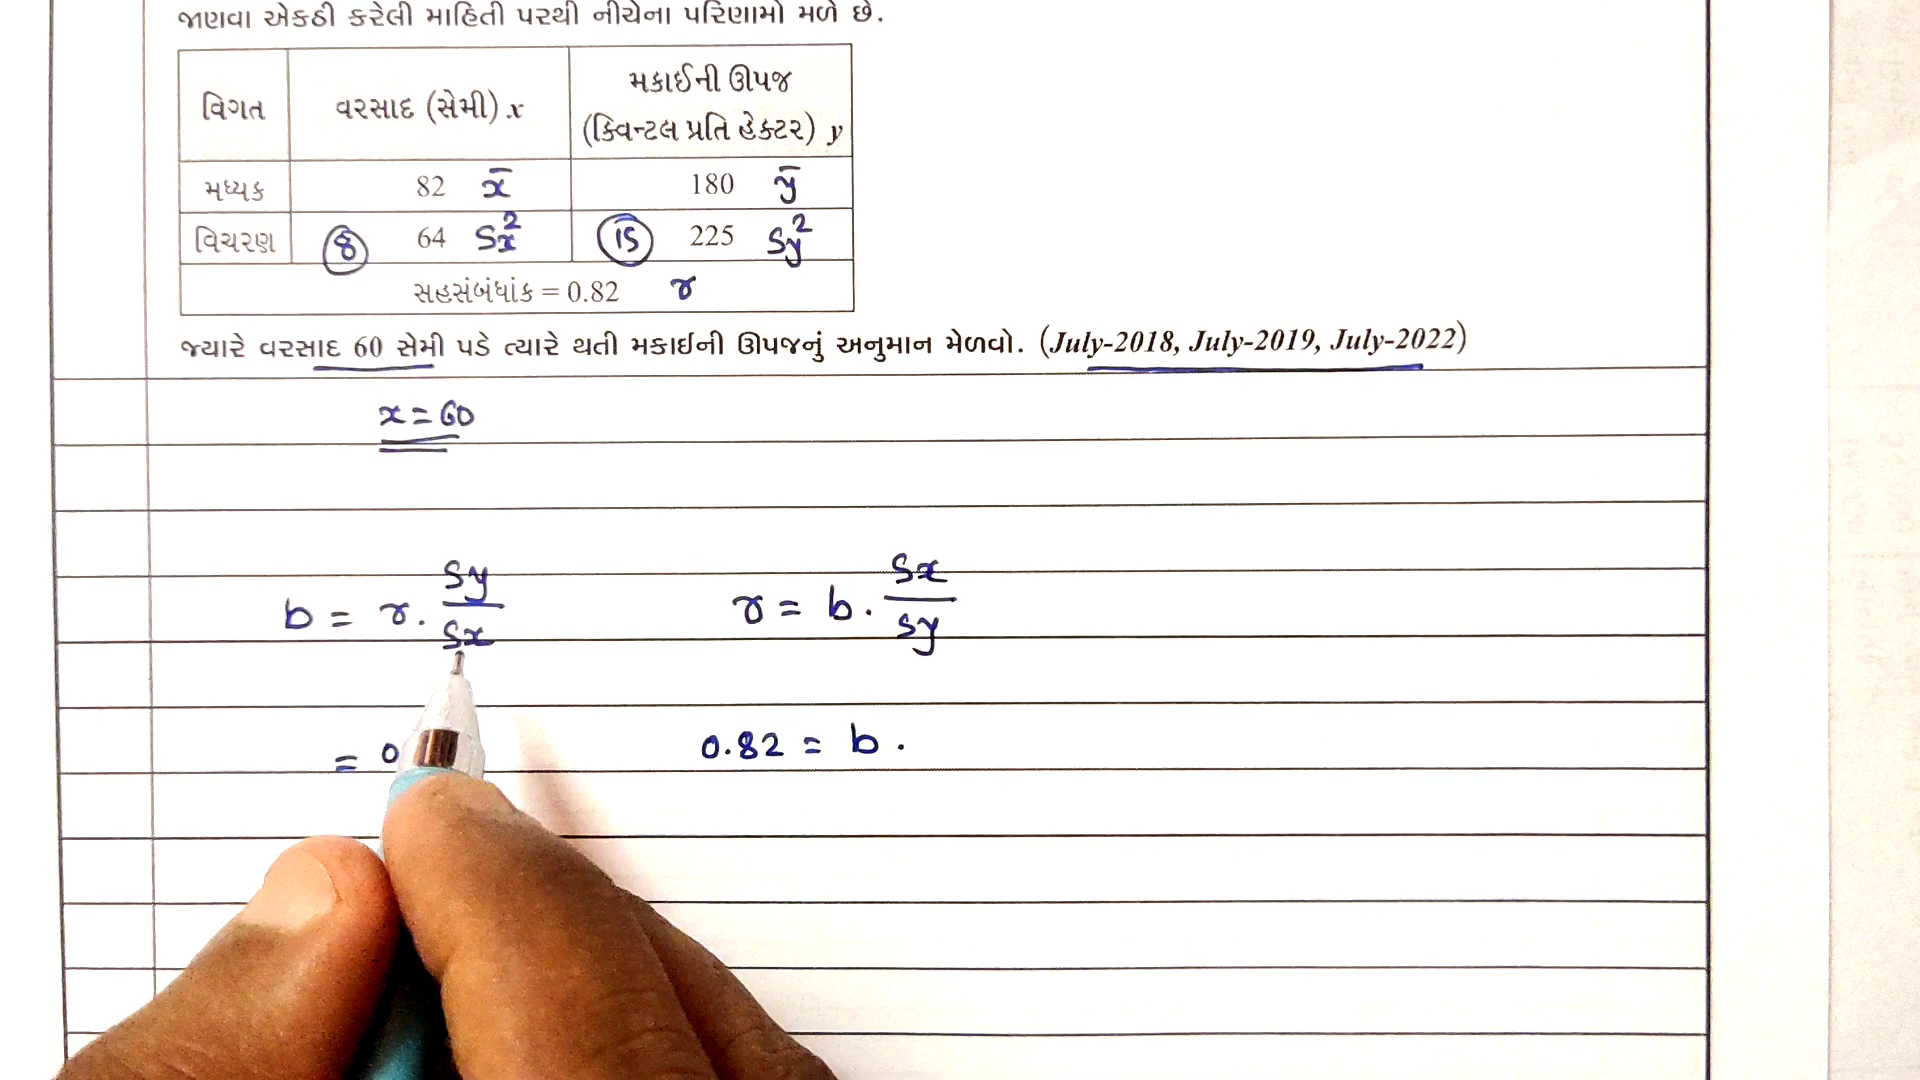 જાણવા એકઠી કરેલી માહિતી પરથી નીચેના પરિણામો મળે છે.
વિગત વરસાદ (સેમી) x મકાઈની ઊપજ
(ક્વિન્ટલ પ્રતિ હેક્ટર) y
મધ્યક 82 x̄ 180 ȳ
વિચરણ 8 64 Sx² 15 225 Sy²
સહસંબંધાંક = 0.82 r
જ્યારે વરસાદ 60 સેમી પડે ત્યારે થતી મકાઈની ઊપજનું અનુમાન મેળવો. (July-2018, July-2019, July-2022)
x = 60
b = r. Sy/Sx r = b. Sx/Sy
= 0 0.82 = b .